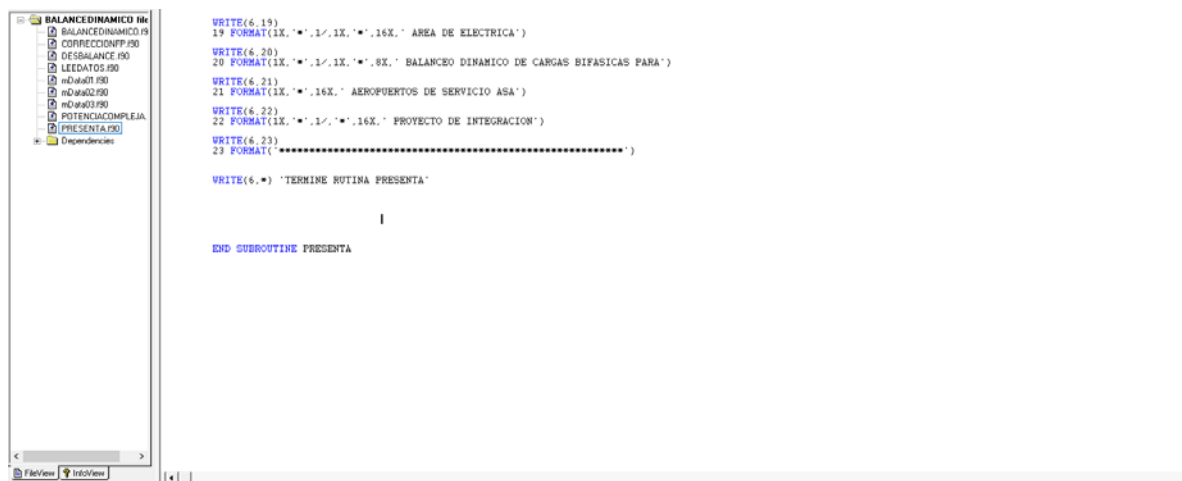 BALANCEDINAMICO file
BALANCEDINAMICO.f9
CORRECCIONFP.f90
DESBALANCE.f90
LEEDATOS.f90
mData01.f90
mData02.f90
mData03.f90
POTENCIACOMPLEJA.
PRESENTA.f90
Dependencies
FileView InfoView
WRITE(6,19)
19 FORMAT(1X,'*',1/,1X,'*',16X,' AREA DE ELECTRICA')
WRITE(6,20)
20 FORMAT(1X,'*',1/,1X,'*',8X,' BALANCEO DINAMICO DE CARGAS BIFASICAS PARA')
WRITE(6,21)
21 FORMAT(1X,'*',16X,' AEROPUERTOS DE SERVICIO ASA')
WRITE(6,22)
22 FORMAT(1X,'*',1/,'*',16X,' PROYECTO DE INTEGRACION')
WRITE(6,23)
23 FORMAT('*********************************************************')
WRITE(6,*) 'TERMINE RUTINA PRESENTA'
END SUBROUTINE PRESENTA